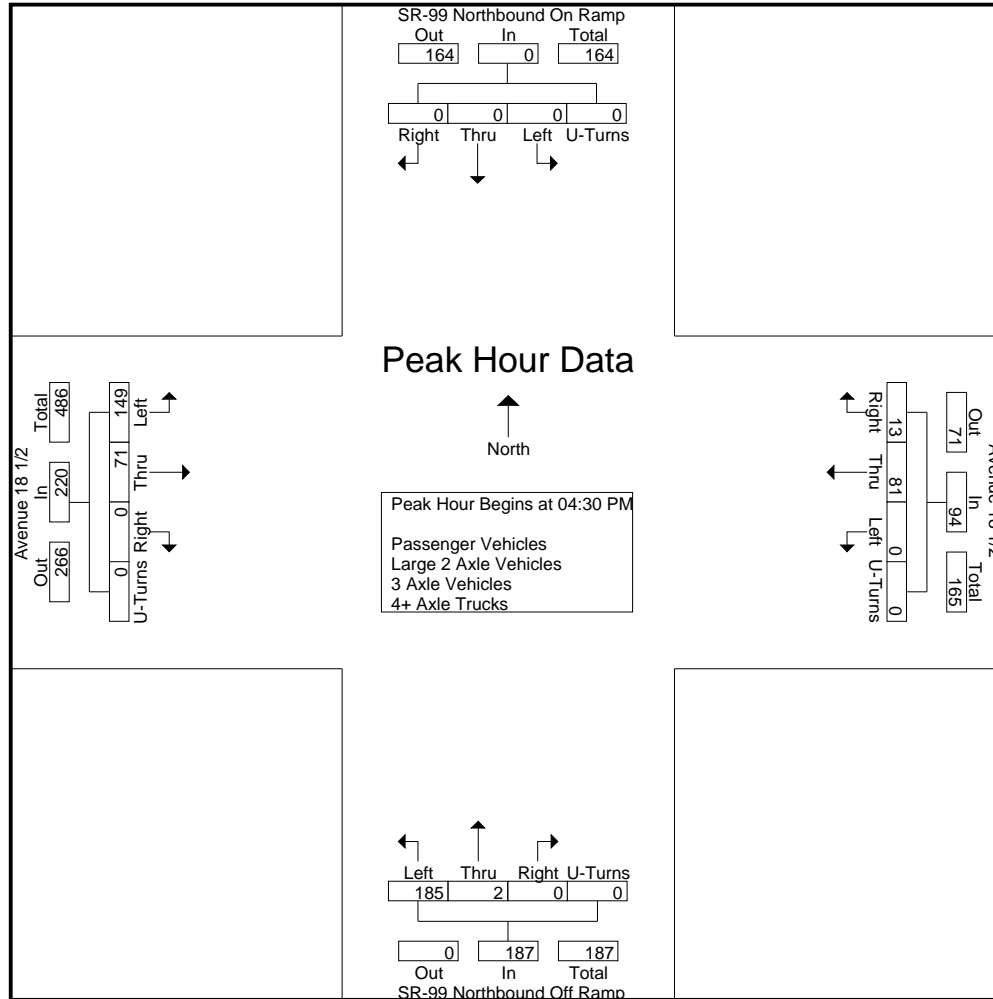 SR-99 Northbound On Ramp
Out In Total
164 0 164
0 0 0 0
Right Thru Left U-Turns
Peak Hour Data
North
Peak Hour Begins at 04:30 PM
Passenger Vehicles
Large 2 Axle Vehicles
3 Axle Vehicles
4+ Axle Trucks
Avenue 18 1/2
Out In Total
266 220 486
0 0 71 149
U-Turns Right Thru Left
Avenue 18 1/2
Out In Total
71 94 165
13 81 0 0
Right Thru Left U-Turns
Left Thru Right U-Turns
185 2 0 0
0 187 187
Out In Total
SR-99 Northbound Off Ramp